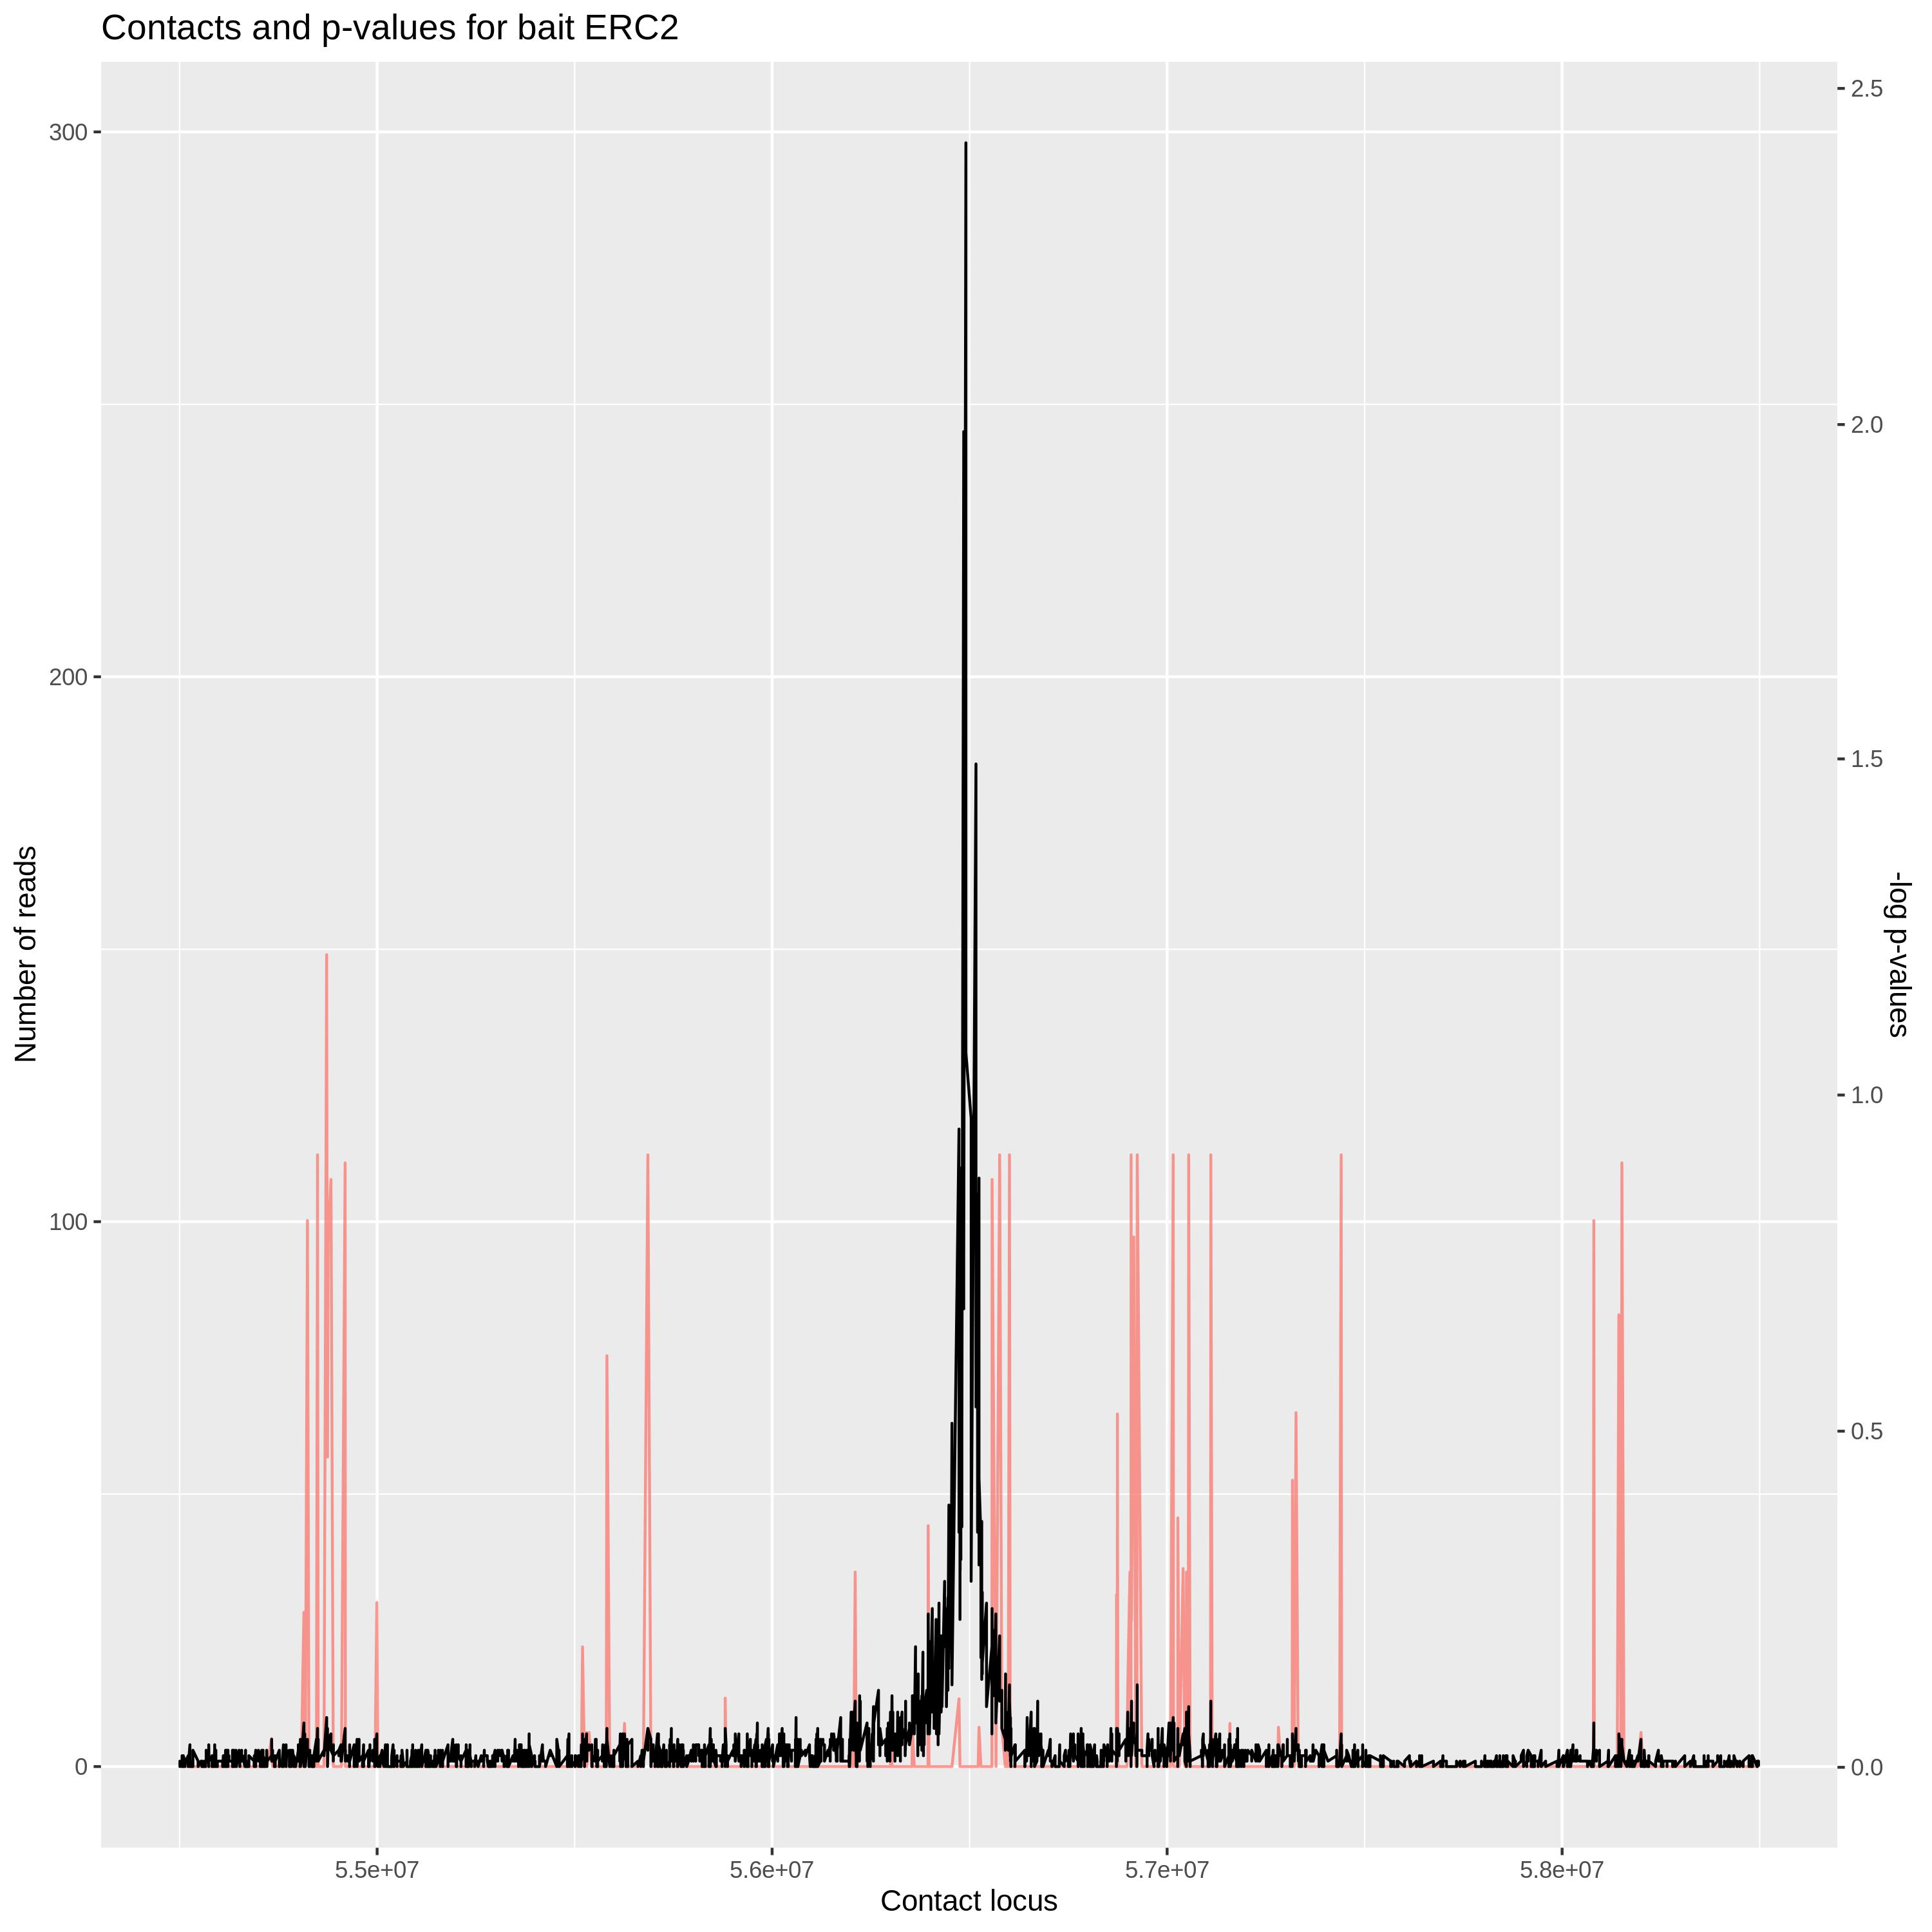 Contacts and p-values for bait ERC2
300
200
100
0
Number of reads
2.5
2.0
1.5
1.0
0.5
0.0
-log p-values
5.5e+07
5.6e+07
5.7e+07
5.8e+07
Contact locus